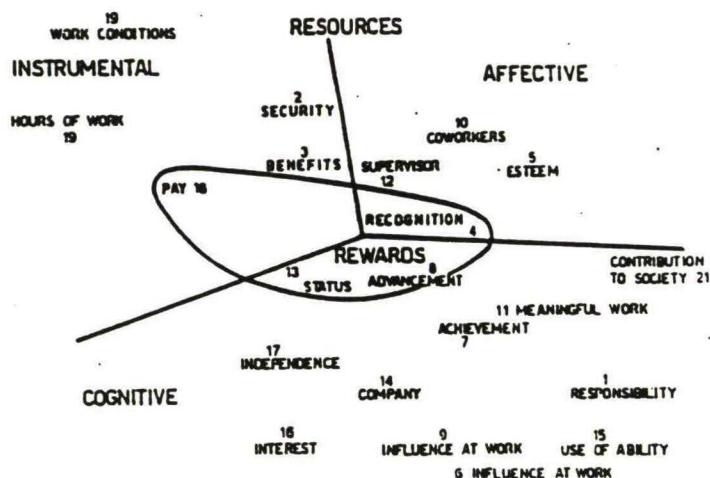 19
WORK CONDITIONS
RESOURCES
INSTRUMENTAL
AFFECTIVE
2
SECURITY
10
COWORKERS
HOURS OF WORK
19
3
BENEFITS
SUPERVISOR
12
5
ESTEEM
PAY 18
RECOGNITION
4
REWARDS
CONTRIBUTION
TO SOCIETY 21
13
STATUS
8
ADVANCEMENT
11 MEANINGFUL WORK
ACHIEVEMENT
7
17
INDEPENDENCE
14
COMPANY
1
RESPONSIBILITY
COGNITIVE
16
INTEREST
9
INFLUENCE AT WORK
15
USE OF ABILITY
G INFLUENCE AT WORK